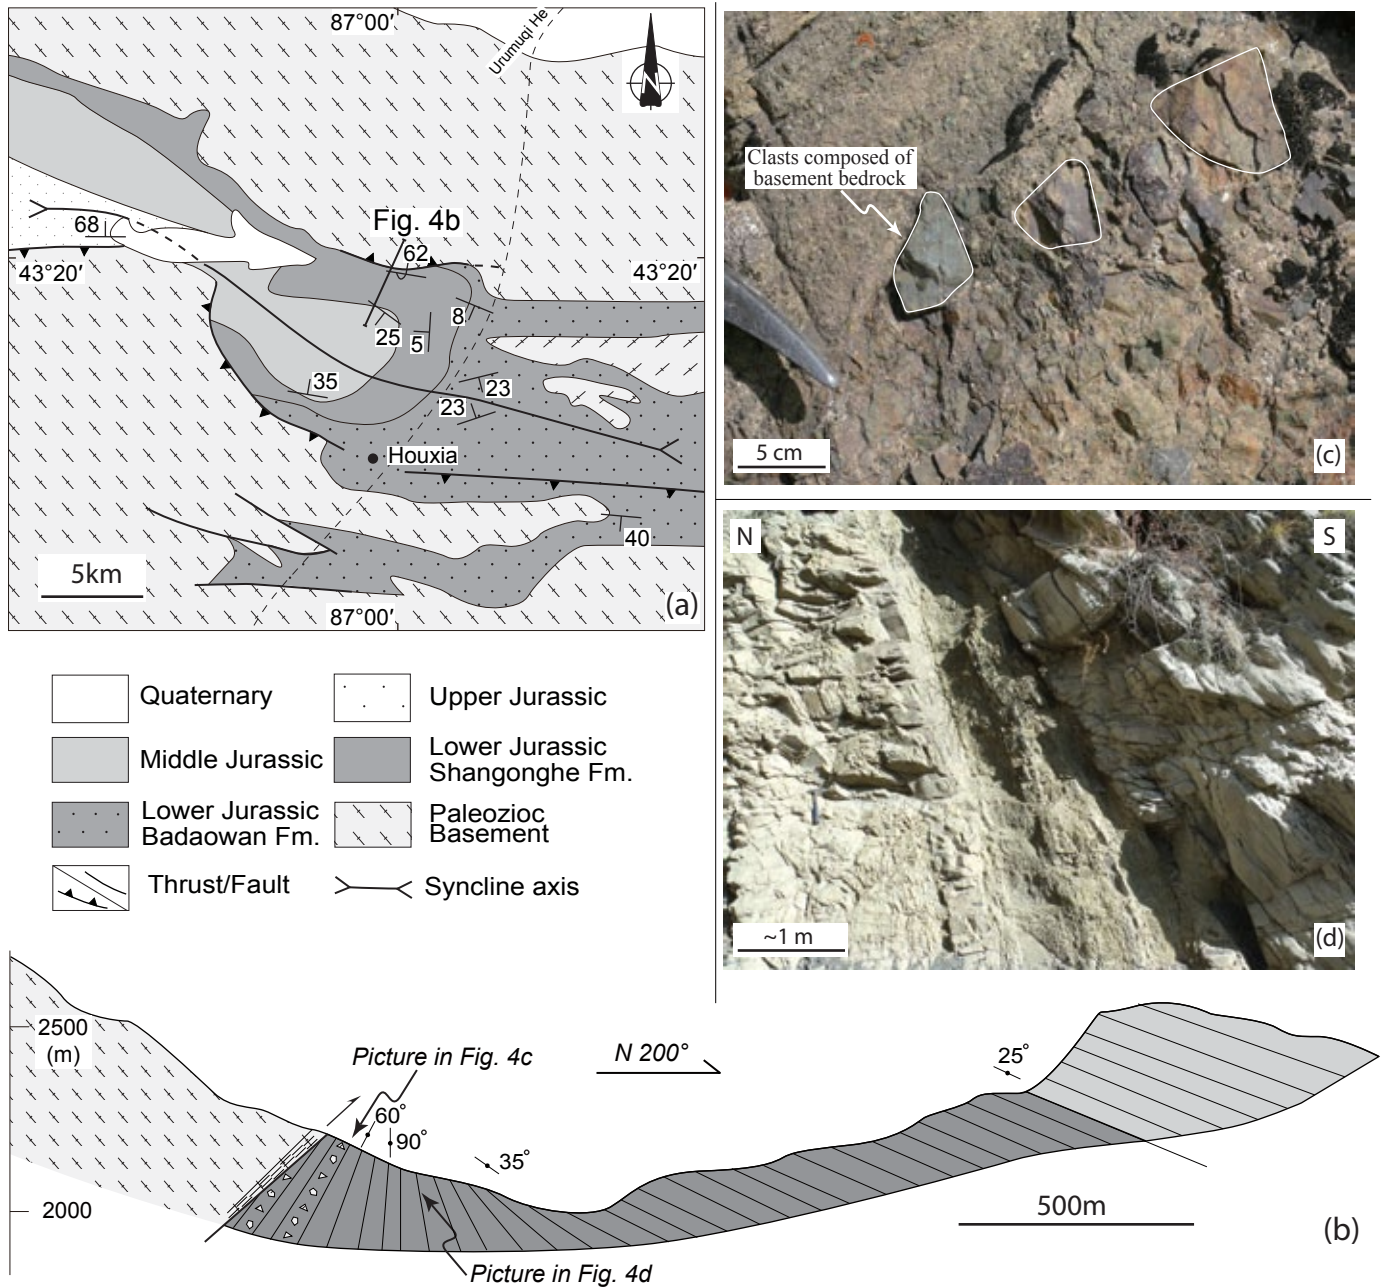 87°00′
Urumuqi He
N
Fig. 4b
68
62
43°20′
43°20′
8
25
5
35
23
23
Houxia
40
5km
87°00′
(a)
Clasts composed of
basement bedrock
5 cm
(c)
N
S
~1 m
(d)
Quaternary
Upper Jurassic
Middle Jurassic
Lower Jurassic
Shangonghe Fm.
Lower Jurassic
Badaowan Fm.
Paleozioc
Basement
Thrust/Fault
Syncline axis
2500
(m)
Picture in Fig. 4c
N 200°
25°
60°
90°
35°
2000
500m
(b)
Picture in Fig. 4d